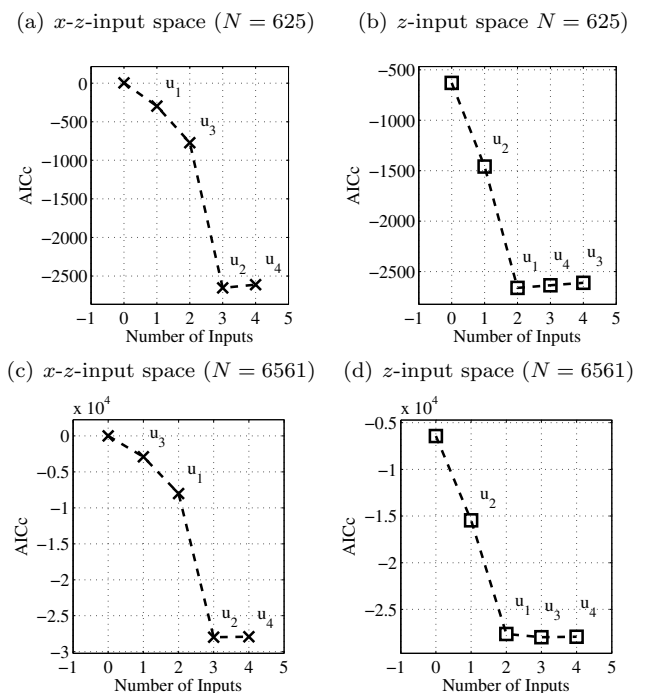 (a) x-z-input space (N = 625)
0
−500
−1000
−1500
−2000
−2500
AICc
u1
u3
u2
u4
−1 0 1 2 3 4 5
Number of Inputs
(b) z-input space N = 625)
−500
−1000
−1500
−2000
−2500
AICc
u2
u1
u4
u3
−1 0 1 2 3 4 5
Number of Inputs
(c) x-z-input space (N = 6561)
x 10^4
0
−0.5
−1
−1.5
−2
−2.5
−3
AICc
u3
u1
u2
u4
−1 0 1 2 3 4 5
Number of Inputs
(d) z-input space (N = 6561)
x 10^4
−0.5
−1
−1.5
−2
−2.5
AICc
u2
u1
u3
u4
−1 0 1 2 3 4 5
Number of Inputs